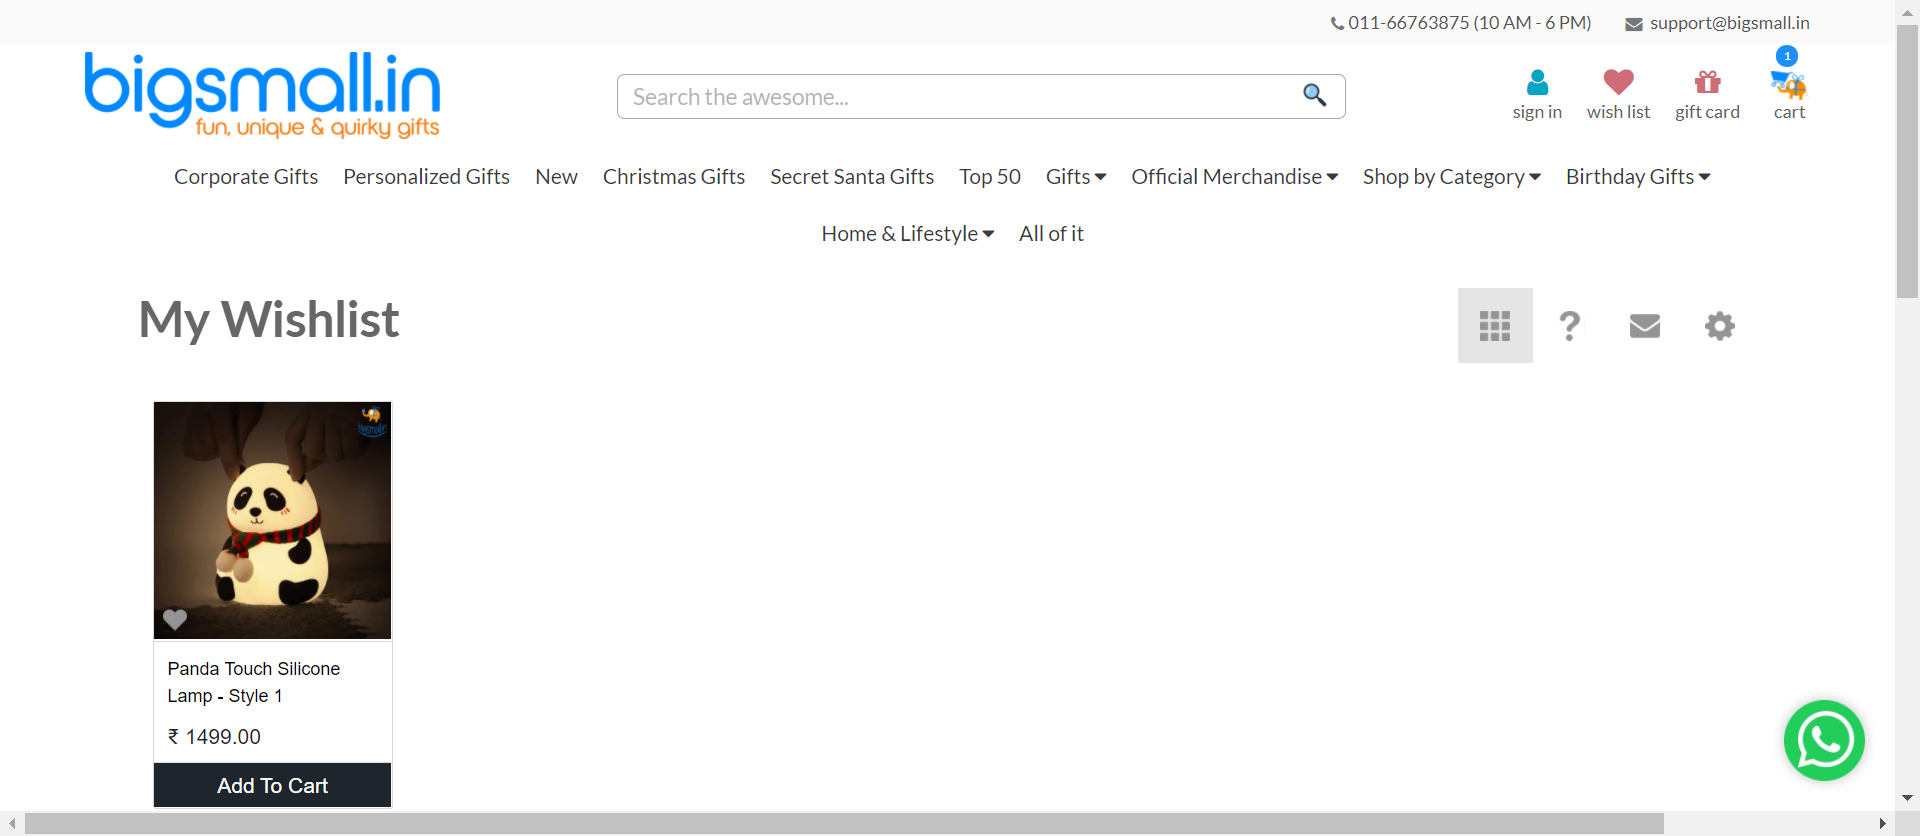 011-66763875 (10 AM - 6 PM) support@bigsmall.in
bigsmall.in
fun, unique & quirky gifts
Search the awesome...
1
sign in wish list gift card cart
Corporate Gifts Personalized Gifts New Christmas Gifts Secret Santa Gifts Top 50 Gifts Official Merchandise Shop by Category Birthday Gifts
Home & Lifestyle All of it
My Wishlist
bigsmall.in
Panda Touch Silicone
Lamp - Style 1
₹ 1499.00
Add To Cart